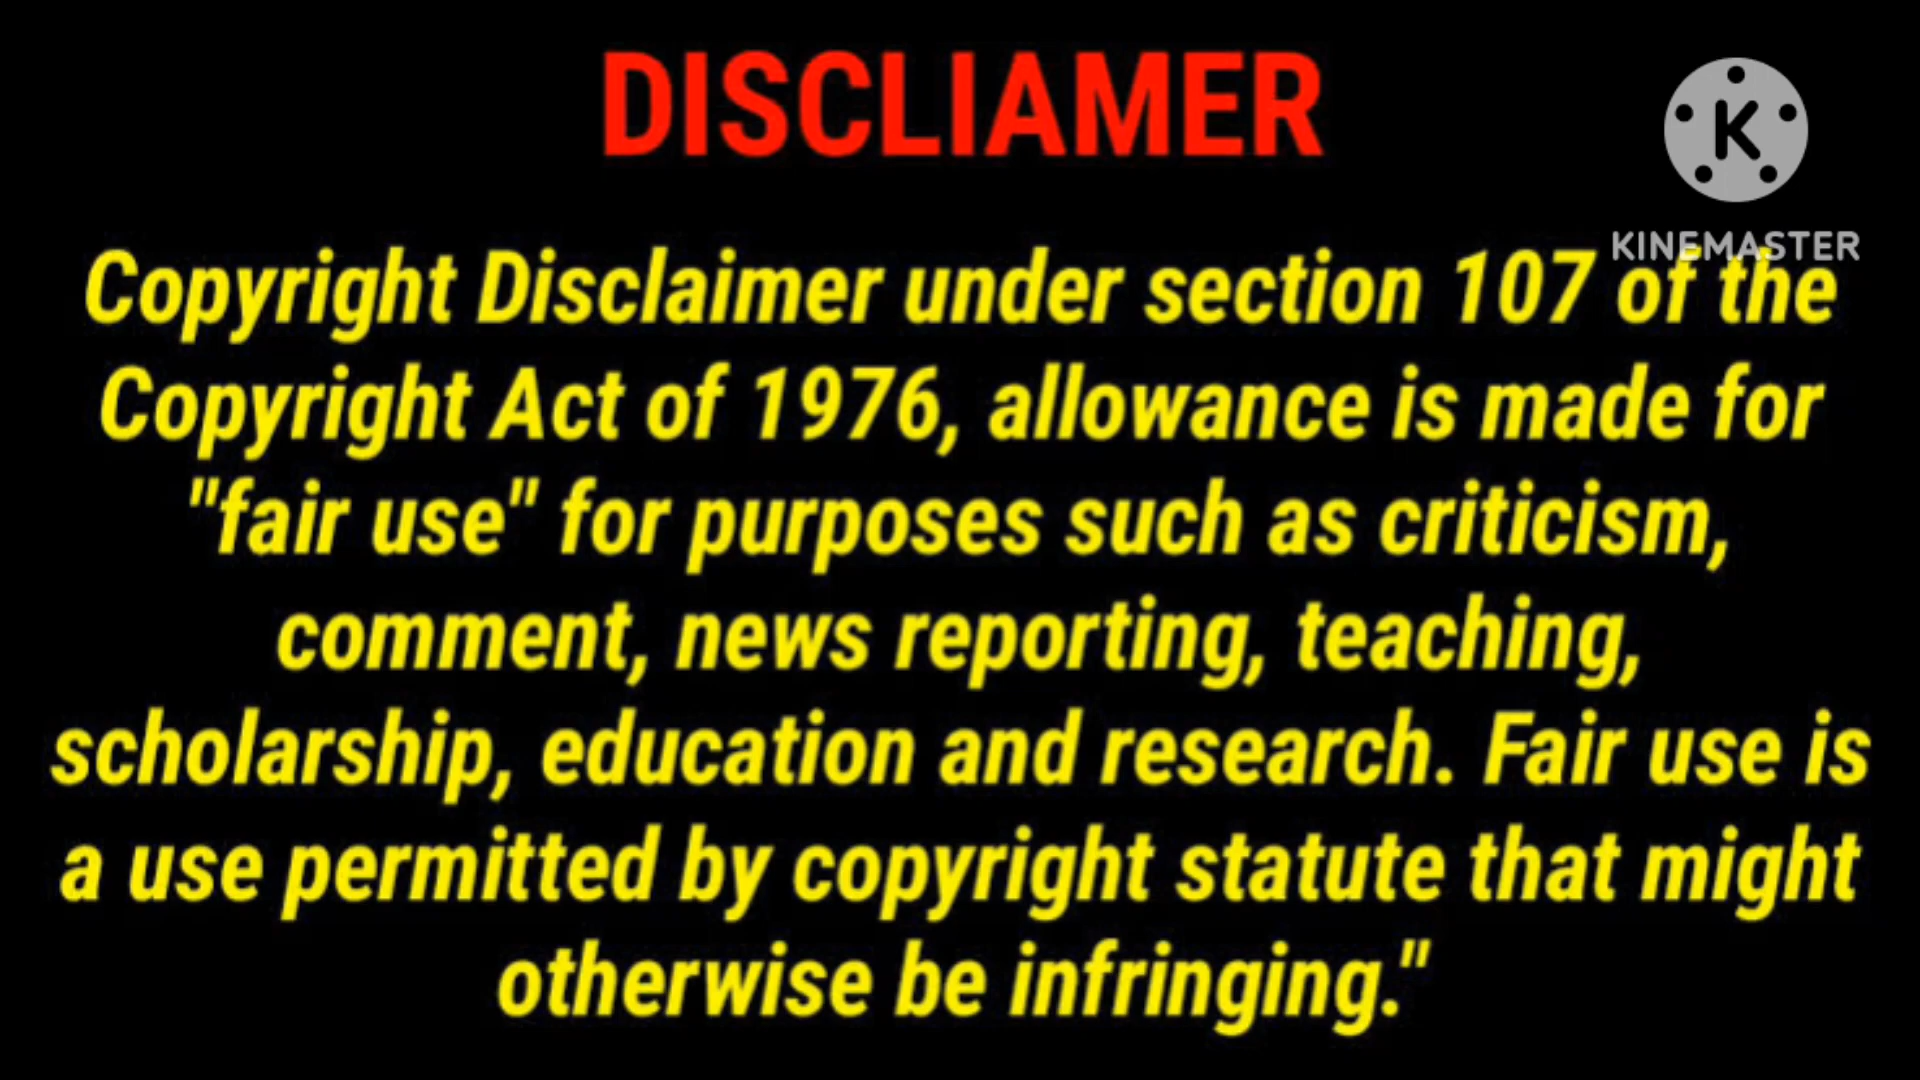 DISCLIAMER
K
KINEMASTER
Copyright Disclaimer under section 107 of the
Copyright Act of 1976, allowance is made for
"fair use" for purposes such as criticism,
comment, news reporting, teaching,
scholarship, education and research. Fair use is
a use permitted by copyright statute that might
otherwise be infringing."